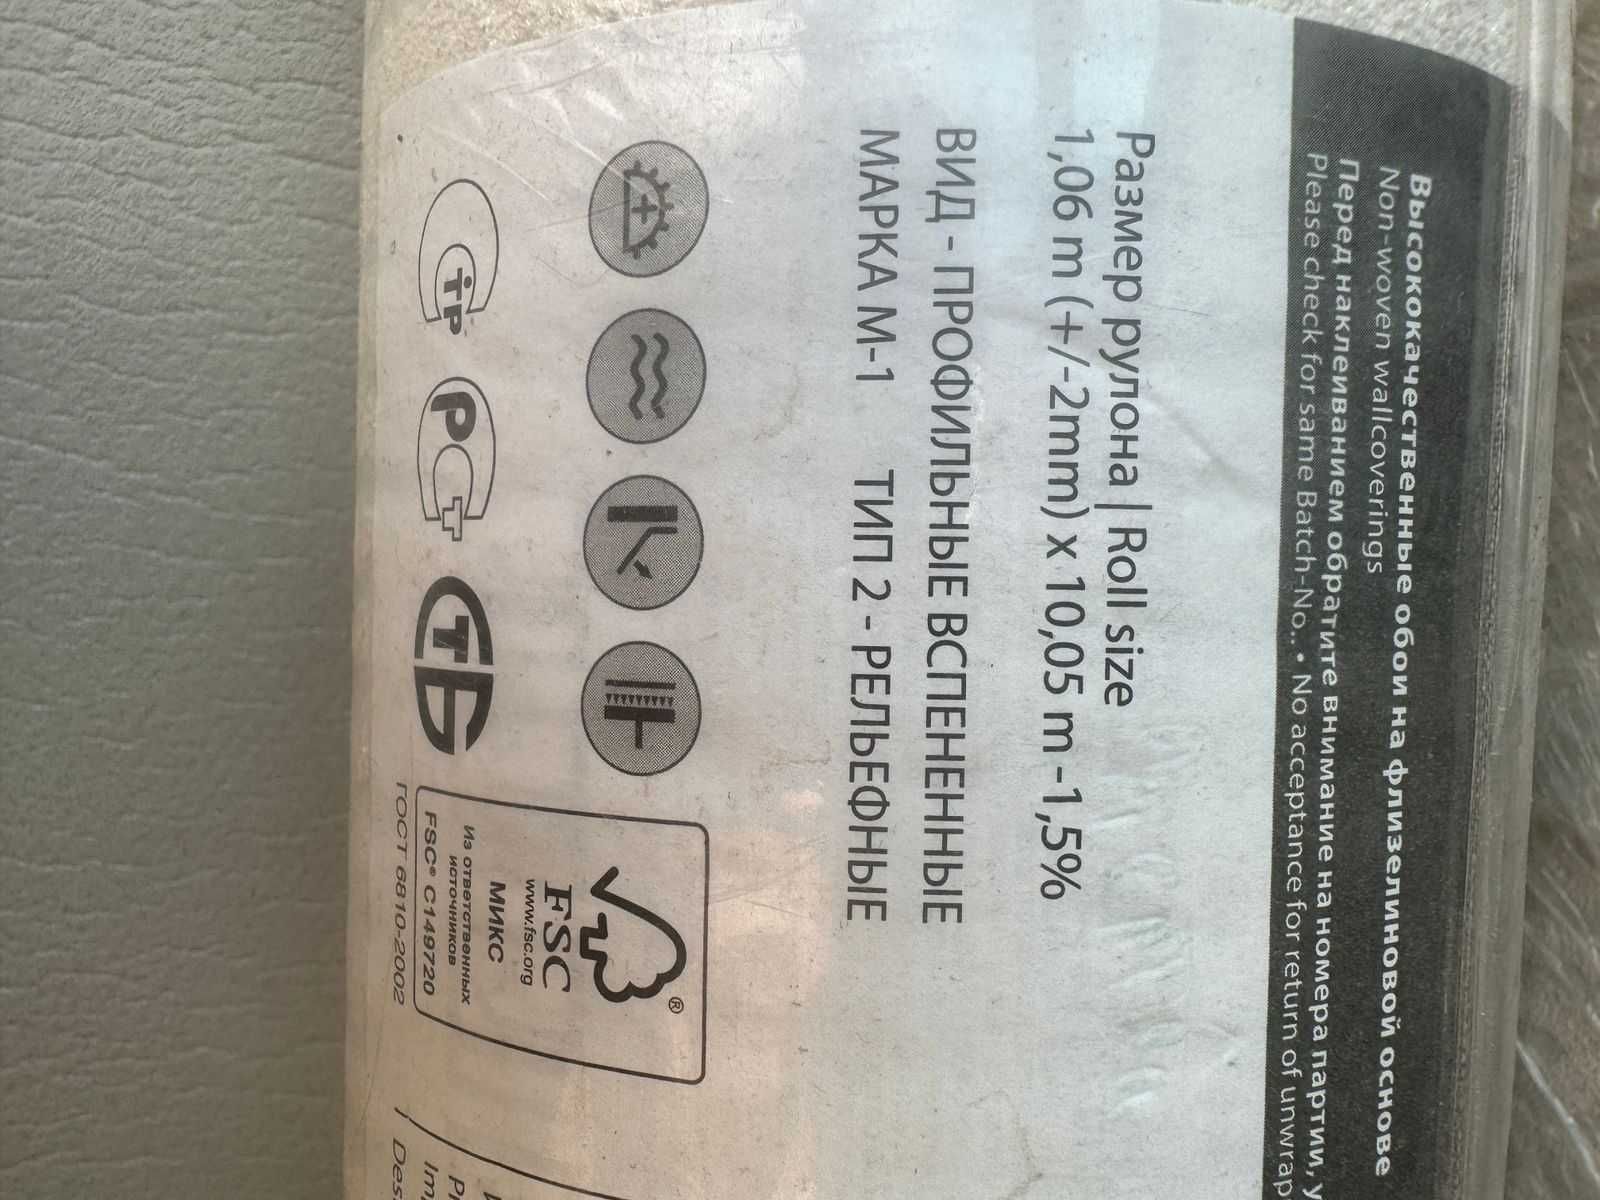 Высококачественные обои на флизелиновой основе
Non-woven wallcoverings
Перед наклеиванием обратите внимание на номера партии, у
Please check for same Batch-No.. • No acceptance for return of unwrap
Размер рулона | Roll size
1,06 m (+/-2mm) x 10,05 m -1,5%
ВИД - ПРОФИЛЬНЫЕ ВСПЕНЕННЫЕ
МАРКА М-1 ТИП 2 - РЕЛЬЕФНЫЕ
®
FSC
www.fsc.org
МИКС
Из ответственных
источников
FSC® C149720
ГОСТ 6810-2002
Des